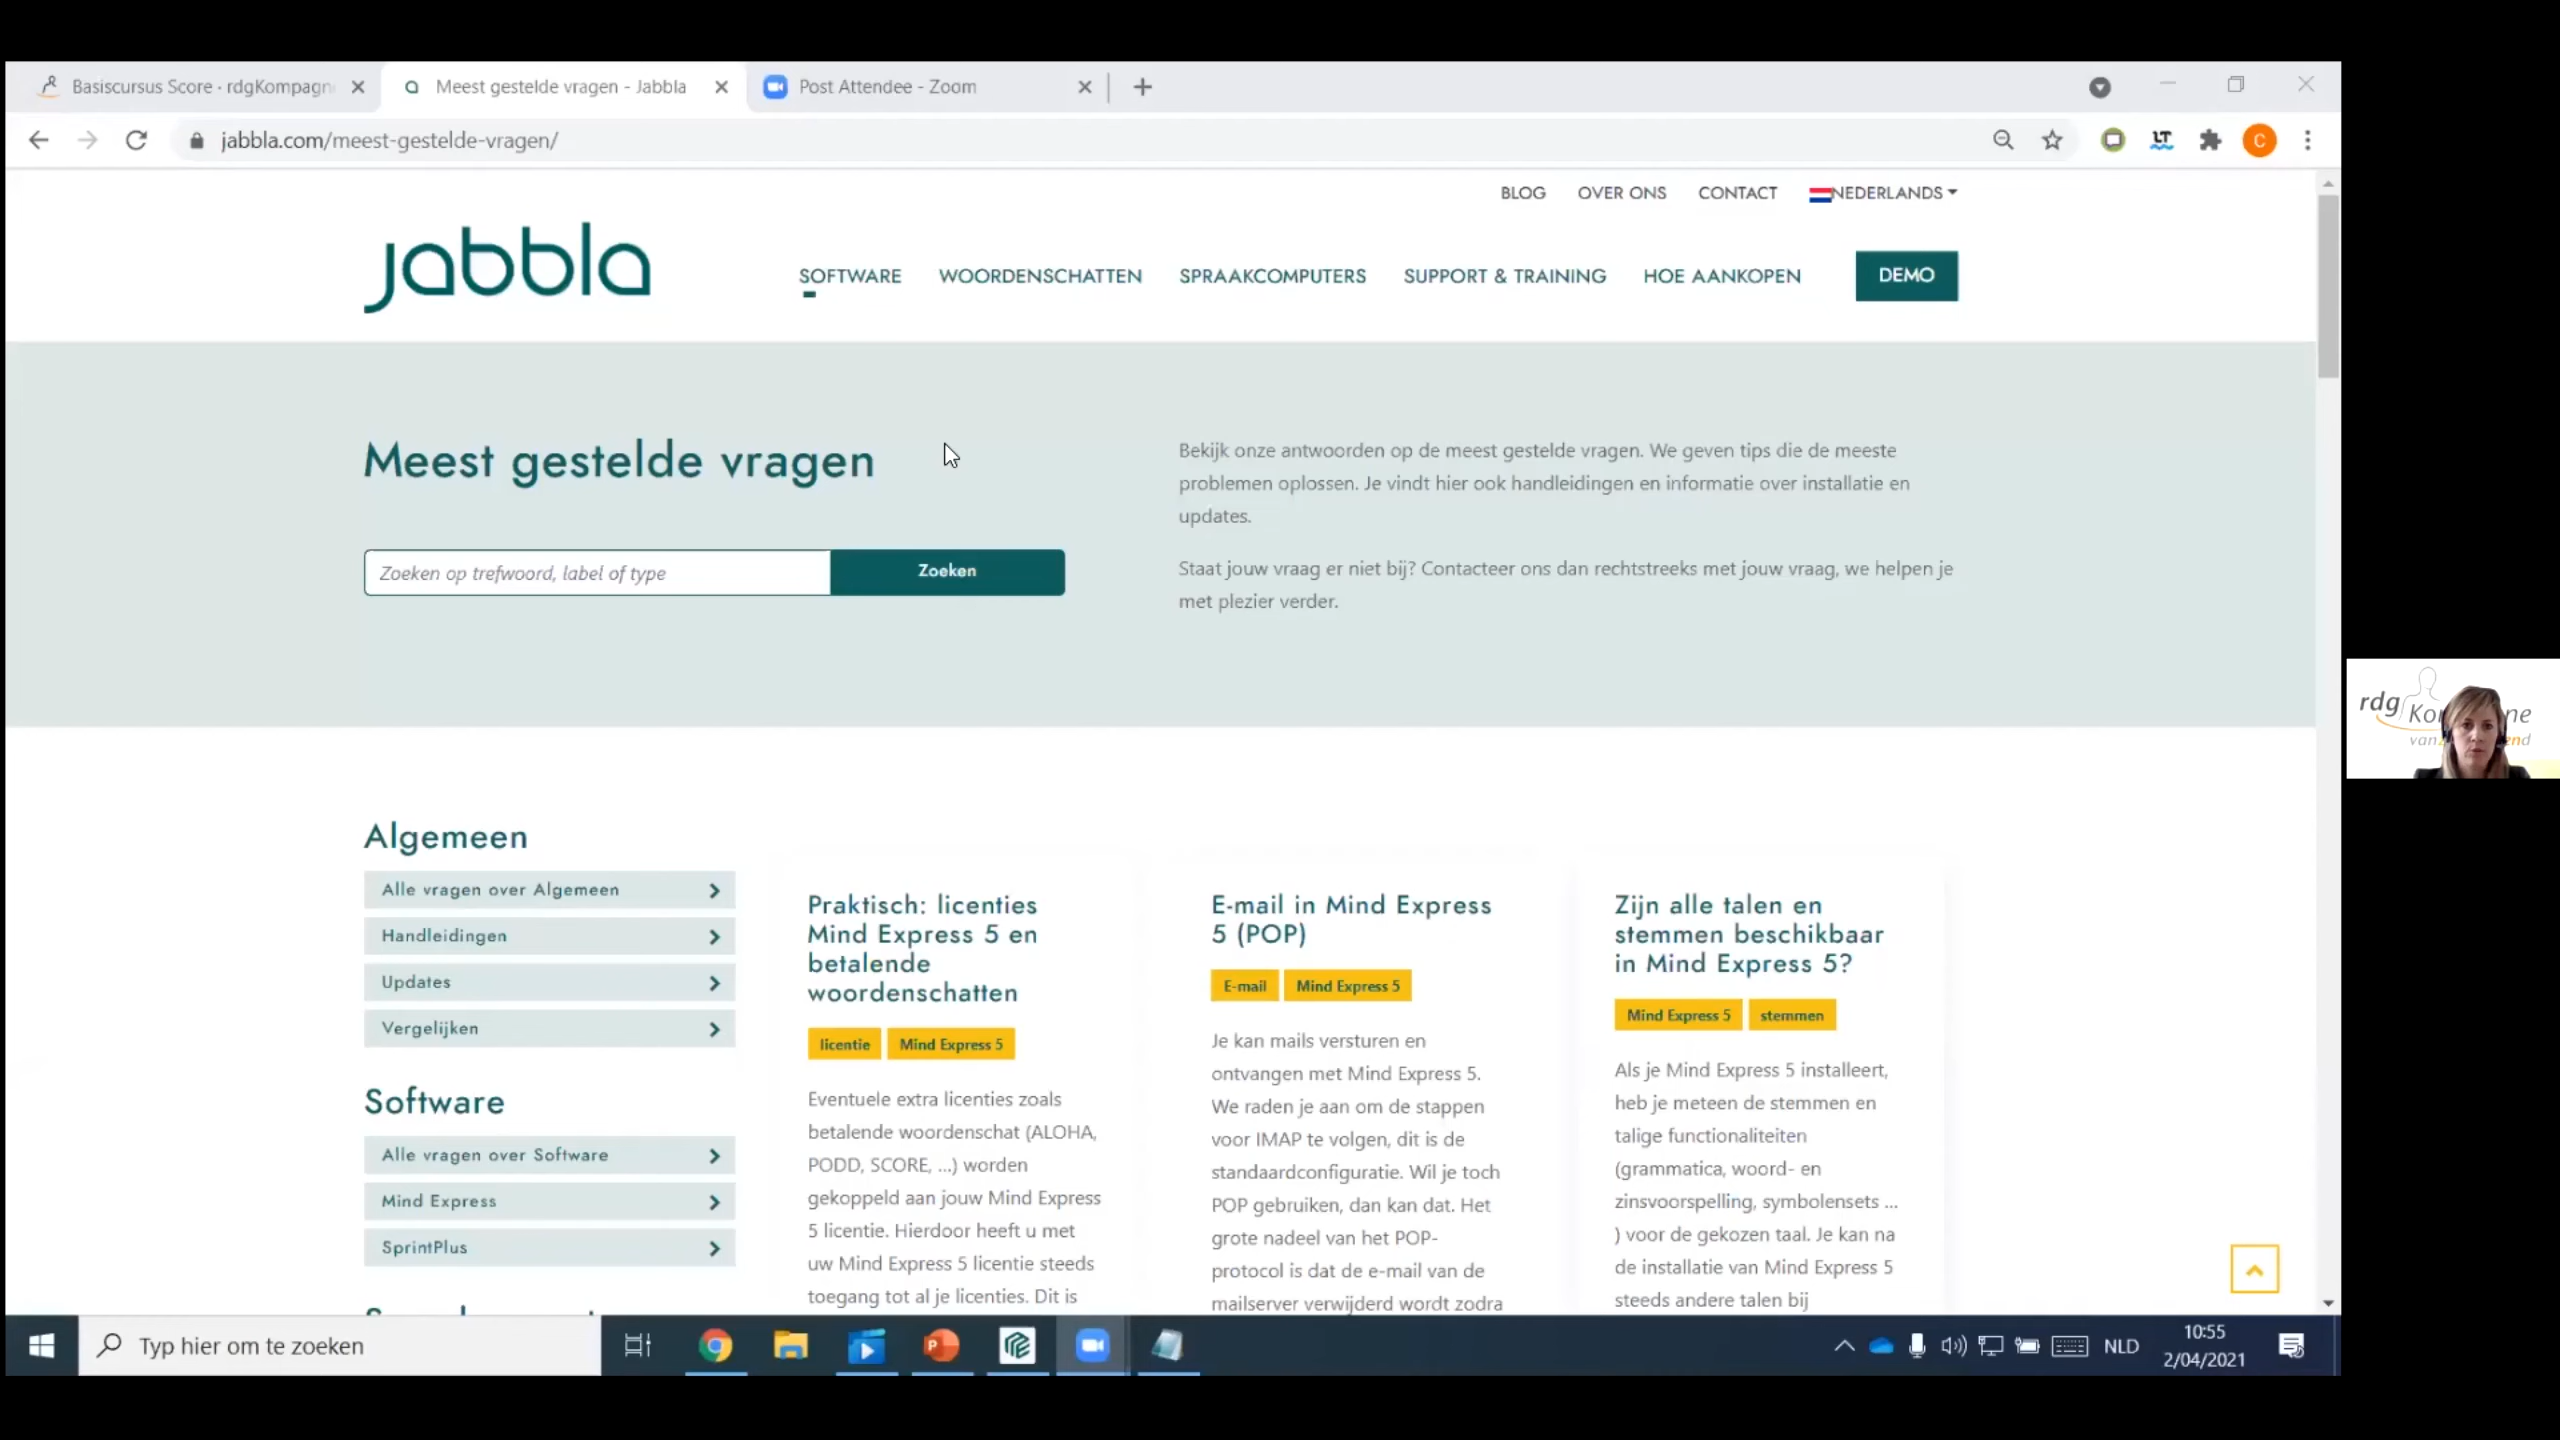 Basiscursus Score · rdgKompagn
Meest gestelde vragen - Jabbla
Post Attendee - Zoom
jabbla.com/meest-gestelde-vragen/
C
BLOG
OVER ONS
CONTACT
NEDERLANDS
jabbla
SOFTWARE
WOORDENSCHATTEN
SPRAAKCOMPUTERS
SUPPORT & TRAINING
HOE AANKOPEN
DEMO
Meest gestelde vragen
Zoeken op trefwoord, label of type
Zoeken
Bekijk onze antwoorden op de meest gestelde vragen. We geven tips die de meeste
problemen oplossen. Je vindt hier ook handleidingen en informatie over installatie en
updates.
Staat jouw vraag er niet bij? Contacteer ons dan rechtstreeks met jouw vraag, we helpen je
met plezier verder.
Algemeen
Alle vragen over Algemeen
Handleidingen
Updates
Vergelijken
Software
Alle vragen over Software
Mind Express
SprintPlus
Praktisch: licenties
Mind Express 5 en
betalende
woordenschatten
licentie
Mind Express 5
Eventuele extra licenties zoals
betalende woordenschat (ALOHA,
PODD, SCORE, ...) worden
gekoppeld aan jouw Mind Express
5 licentie. Hierdoor heeft u met
uw Mind Express 5 licentie steeds
toegang tot al je licenties. Dit is
E-mail in Mind Express
5 (POP)
E-mail
Mind Express 5
Je kan mails versturen en
ontvangen met Mind Express 5.
We raden je aan om de stappen
voor IMAP te volgen, dit is de
standaardconfiguratie. Wil je toch
POP gebruiken, dan kan dat. Het
grote nadeel van het POP-
protocol is dat de e-mail van de
mailserver verwijderd wordt zodra
Zijn alle talen en
stemmen beschikbaar
in Mind Express 5?
Mind Express 5
stemmen
Als je Mind Express 5 installeert,
heb je meteen de stemmen en
talige functionaliteiten
(grammatica, woord- en
zinsvoorspelling, symbolensets ...
) voor de gekozen taal. Je kan na
de installatie van Mind Express 5
steeds andere talen bij
rdg
Typ hier om te zoeken
NLD
10:55
2/04/2021